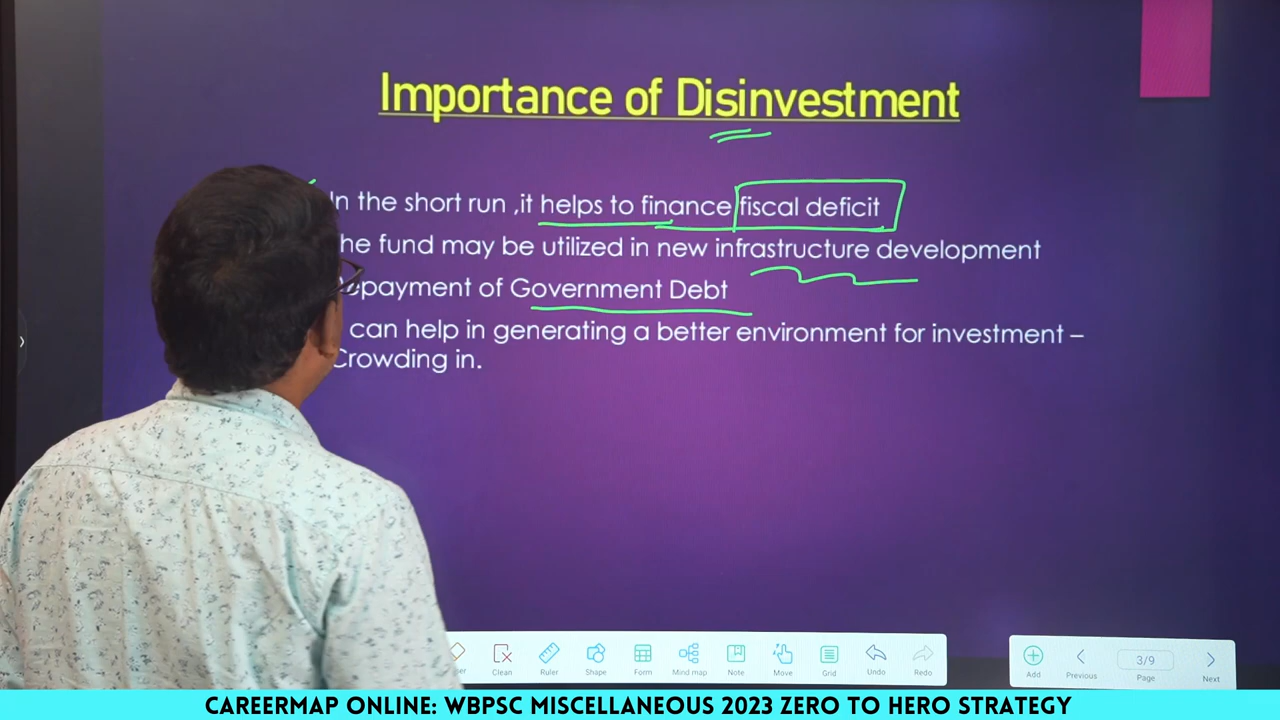 Importance of Disinvestment
In the short run ,it helps to finance fiscal deficit
he fund may be utilized in new infrastructure development
epayment of Government Debt
can help in generating a better environment for investment –
Crowding in.
Clean Ruler Shape Form Mind map Note Move Grid Undo Redo
Add Previous 3/9 Page Next
CAREERMAP ONLINE: WBPSC MISCELLANEOUS 2023 ZERO TO HERO STRATEGY